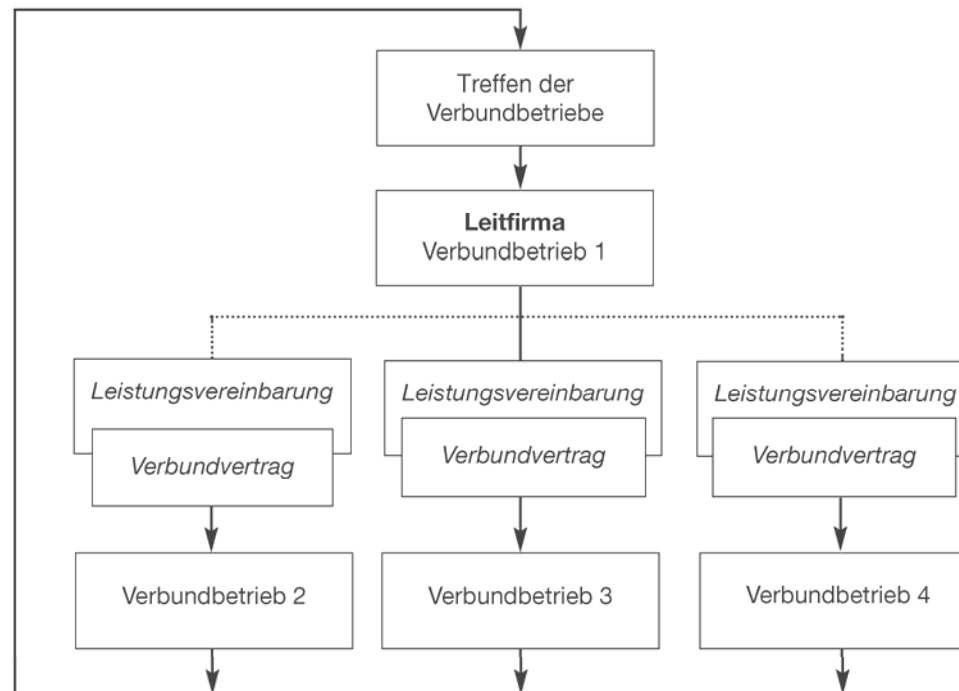 Treffen der
Verbundbetriebe
Leitfirma
Verbundbetrieb 1
Leistungsvereinbarung
Verbundvertrag
Leistungsvereinbarung
Verbundvertrag
Leistungsvereinbarung
Verbundvertrag
Verbundbetrieb 2
Verbundbetrieb 3
Verbundbetrieb 4